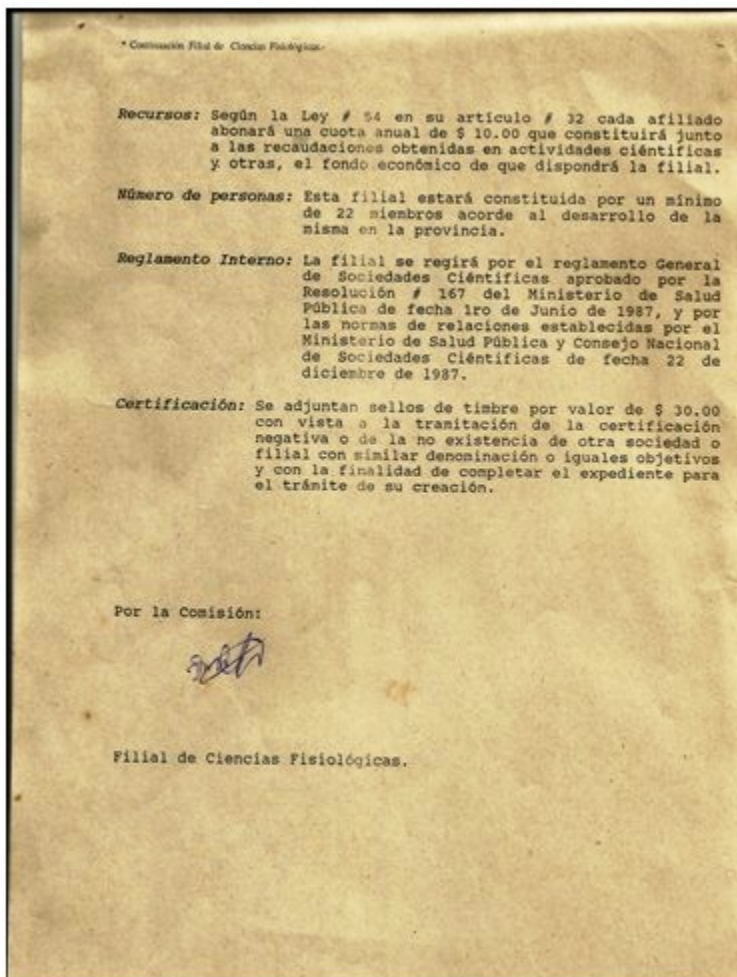 * Continuación Filial de Ciencias Fisiológicas.-
Recursos: Según la Ley # 54 en su artículo # 32 cada afiliado
abonará una cuota anual de $ 10.00 que constituirá junto
a las recaudaciones obtenidas en actividades ciéntificas
y otras, el fondo económico de que dispondrá la filial.
Número de personas: Esta filial estará constituida por un mínimo
de 22 miembros acorde al desarrollo de la
misma en la provincia.
Reglamento Interno: La filial se regirá por el reglamento General
de Sociedades Ciéntificas aprobado por la
Resolución # 167 del Ministerio de Salud
Pública de fecha 1ro de Junio de 1987, y por
las normas de relaciones establecidas por el
Ministerio de Salud Pública y Consejo Nacional
de Sociedades Ciéntificas de fecha 22 de
diciembre de 1987.
Certificación: Se adjuntan sellos de timbre por valor de $ 30.00
con vista a la tramitación de la certificación
negativa o de la no existencia de otra sociedad o
filial con similar denominación o iguales objetivos
y con la finalidad de completar el expediente para
el trámite de su creación.
Por la Comisión:
Filial de Ciencias Fisiológicas.